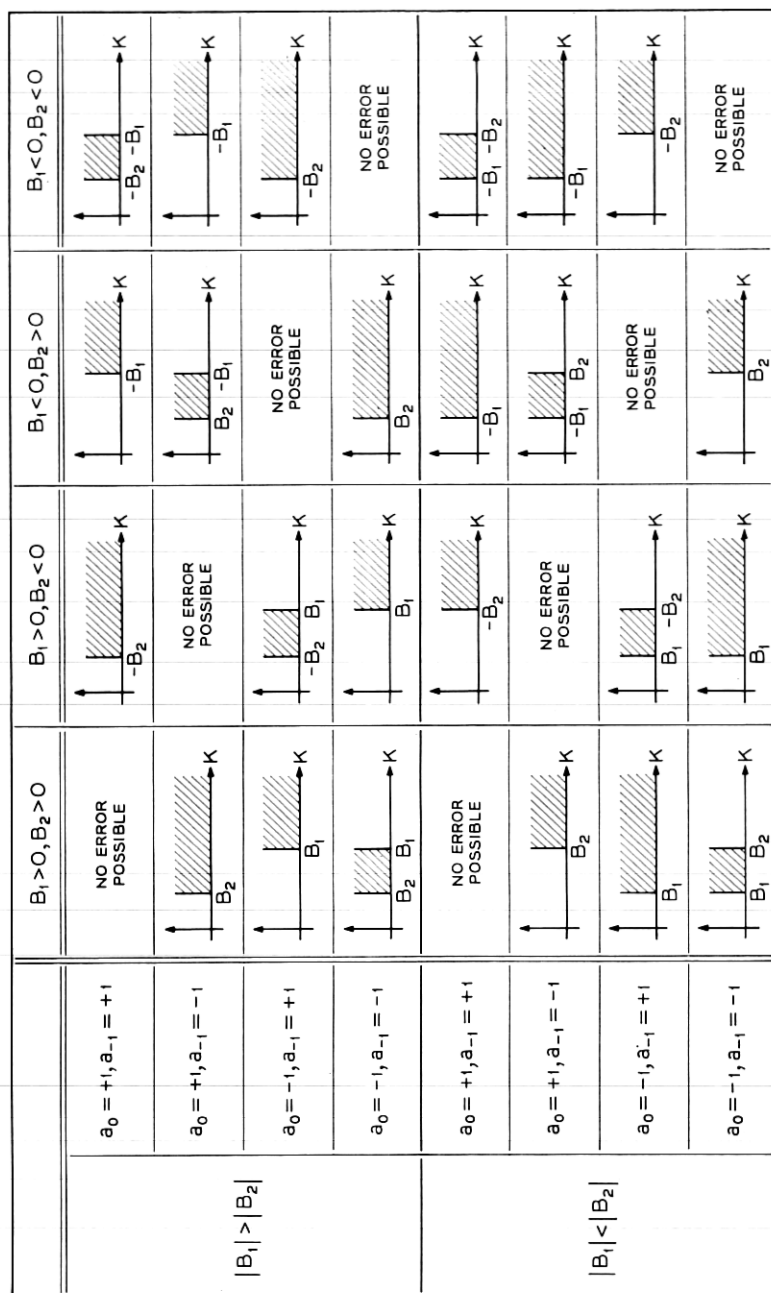 B₁>0, B₂>0
B₁>0, B₂<0
B₁<0, B₂>0
B₁<0, B₂<0
|B₁|>|B₂|
a₀=+1, a₋₁=+1
NO ERROR
POSSIBLE
K
-B₂
K
-B₁
K
-B₂ -B₁
a₀=+1, a₋₁=-1
K
B₂
NO ERROR
POSSIBLE
K
B₂ -B₁
K
-B₁
a₀=-1, a₋₁=+1
K
B₁
K
-B₂ B₁
NO ERROR
POSSIBLE
K
-B₂
a₀=-1, a₋₁=-1
K
B₂ B₁
K
B₁
K
B₂
NO ERROR
POSSIBLE
|B₁|<|B₂|
a₀=+1, a₋₁=+1
NO ERROR
POSSIBLE
K
-B₂
K
-B₁
K
-B₁ -B₂
a₀=+1, a₋₁=-1
K
B₂
NO ERROR
POSSIBLE
K
-B₁ B₂
K
-B₁
a₀=-1, a₋₁=+1
K
B₁
K
B₁ -B₂
NO ERROR
POSSIBLE
K
-B₂
a₀=-1, a₋₁=-1
K
B₁ B₂
K
B₁
K
B₂
NO ERROR
POSSIBLE